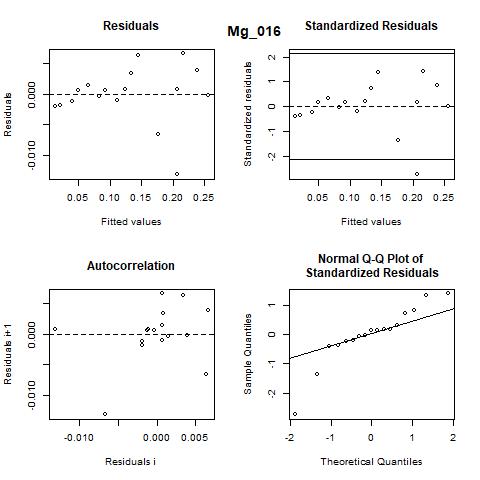 Mg_016
Residuals
Residuals
0.000
-0.010
0.05 0.10 0.15 0.20 0.25
Fitted values
Standardized Residuals
Standardized residuals
2
1
0
-1
-2
0.05 0.10 0.15 0.20 0.25
Fitted values
Autocorrelation
Residuals i+1
0.000
-0.010
-0.010 0.000 0.005
Residuals i
Normal Q-Q Plot of
Standardized Residuals
Sample Quantiles
1
0
-1
-2
-2 -1 0 1 2
Theoretical Quantiles